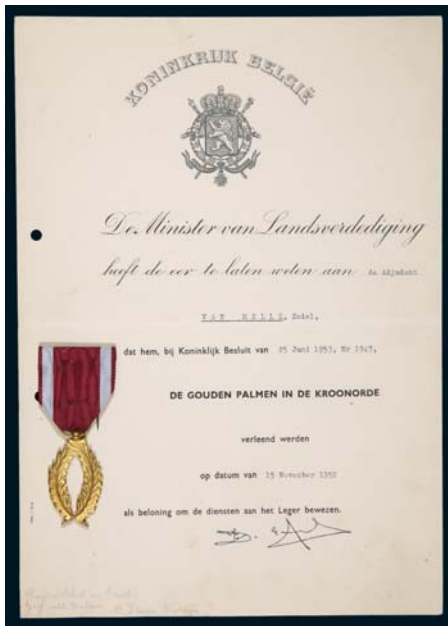 KONINKRIJK BELGIË
De Minister van Landsverdediging
heeft de eer te laten weten aan de Adjudant
VAN
dat hem, bij Koninklijk Besluit van 25 Juni 1953, Nr 1947,
DE GOUDEN PALMEN IN DE KROONORDE
verleend werden
op datum van 15 November 1952
als beloning om de diensten aan het Leger bewezen.